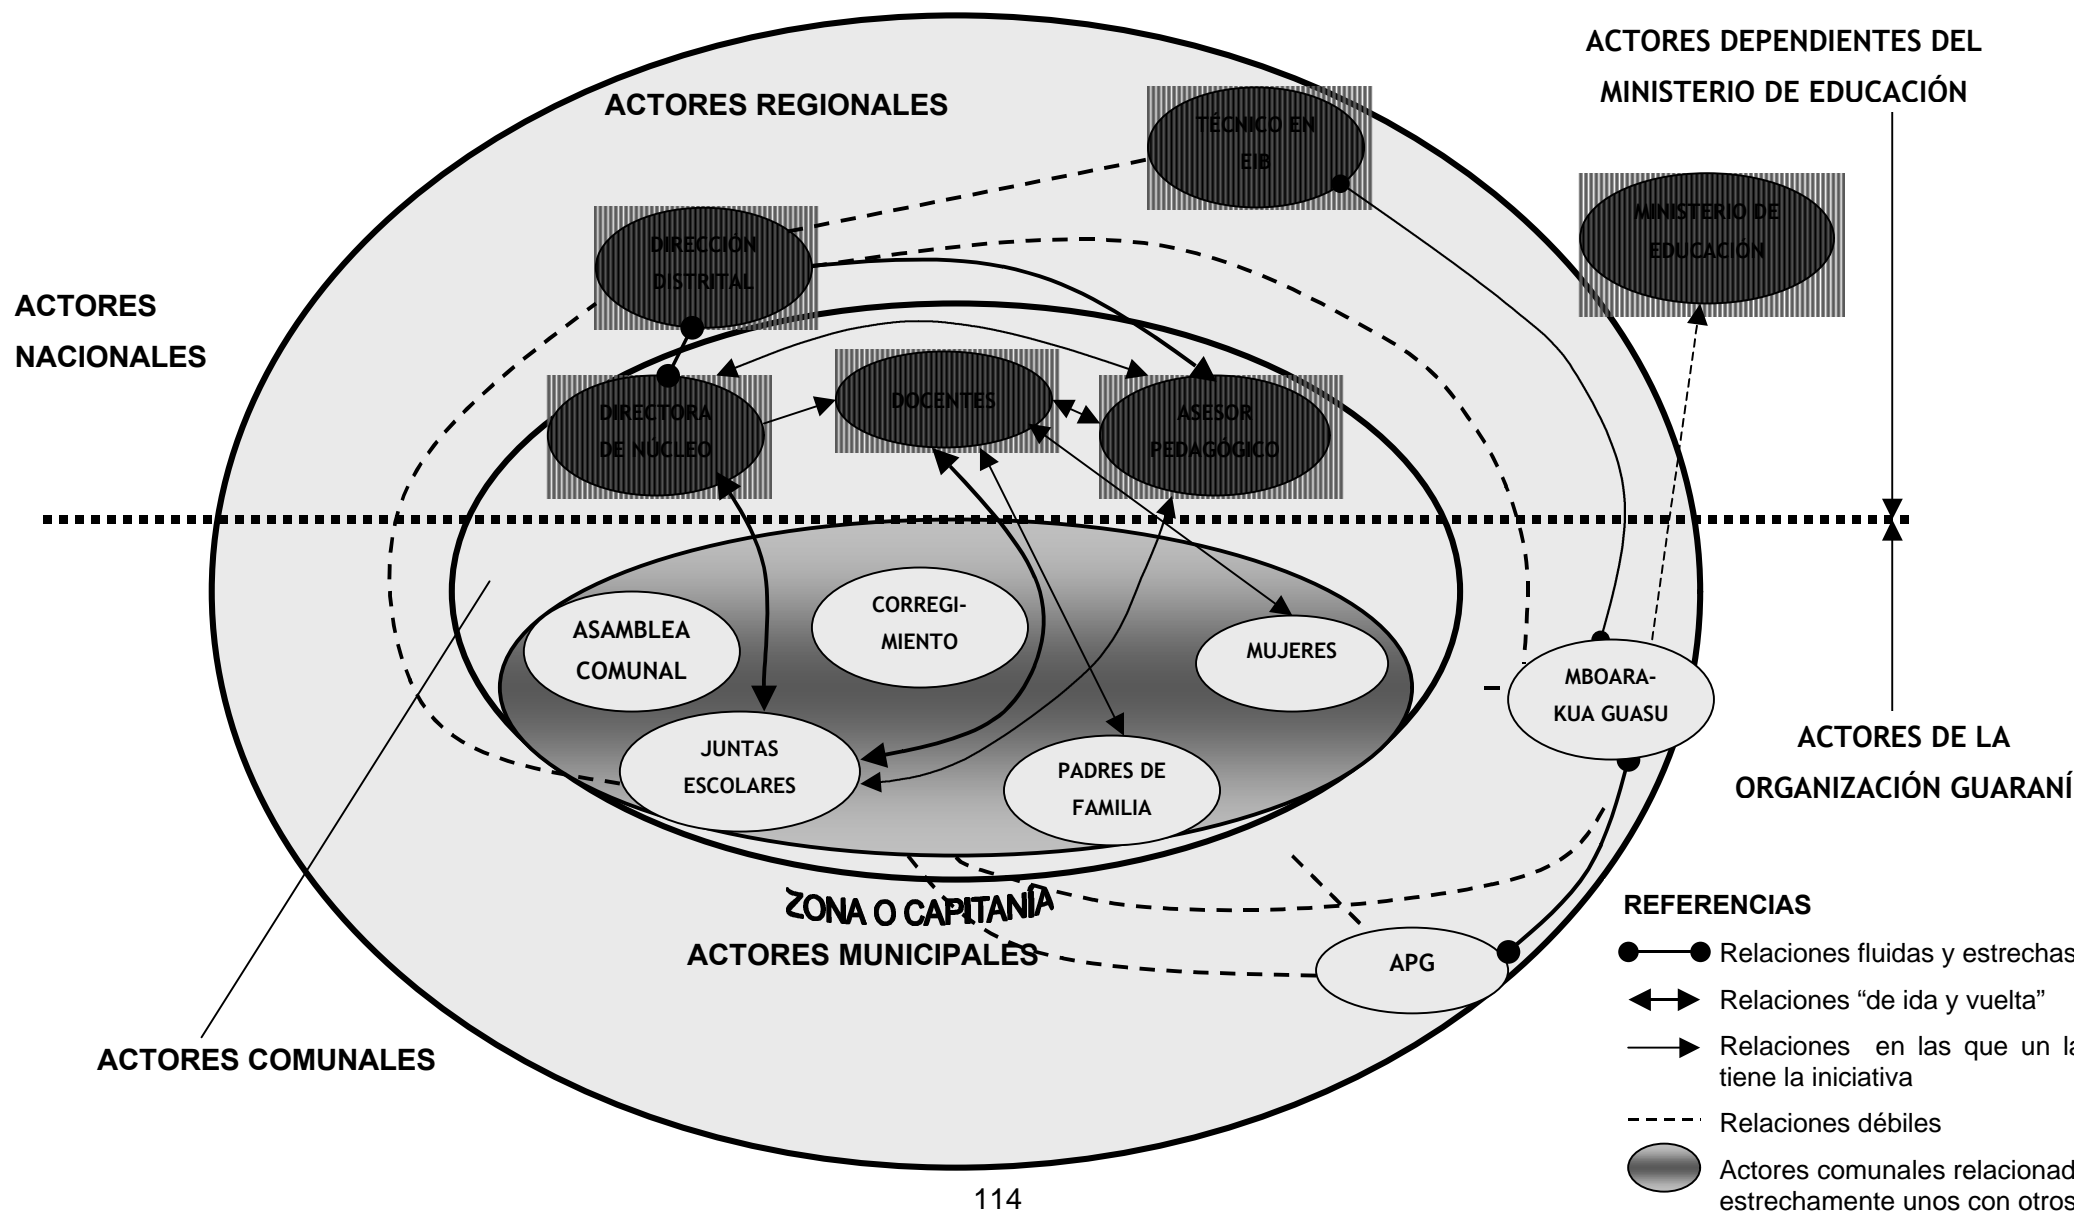 ACTORES DEPENDIENTES DEL
MINISTERIO DE EDUCACIÓN
ACTORES REGIONALES
TÉCNICO EN
EIB
MINISTERIO DE
EDUCACIÓN
DIRECCIÓN
DISTRITAL
ACTORES
NACIONALES
DIRECTORA
DE NÚCLEO
DOCENTES
ASESOR
PEDAGÓGICO
ASAMBLEA
COMUNAL
CORREGI-
MIENTO
MUJERES
MBOARA-
KUA GUASU
JUNTAS
ESCOLARES
PADRES DE
FAMILIA
ACTORES DE LA
ORGANIZACIÓN GUARANÍ
ZONA O CAPITANÍA
ACTORES MUNICIPALES
APG
ACTORES COMUNALES
REFERENCIAS
Relaciones fluidas y estrechas
Relaciones “de ida y vuelta”
Relaciones en las que un la
tiene la iniciativa
Relaciones débiles
Actores comunales relacionad
estrechamente unos con otros
114